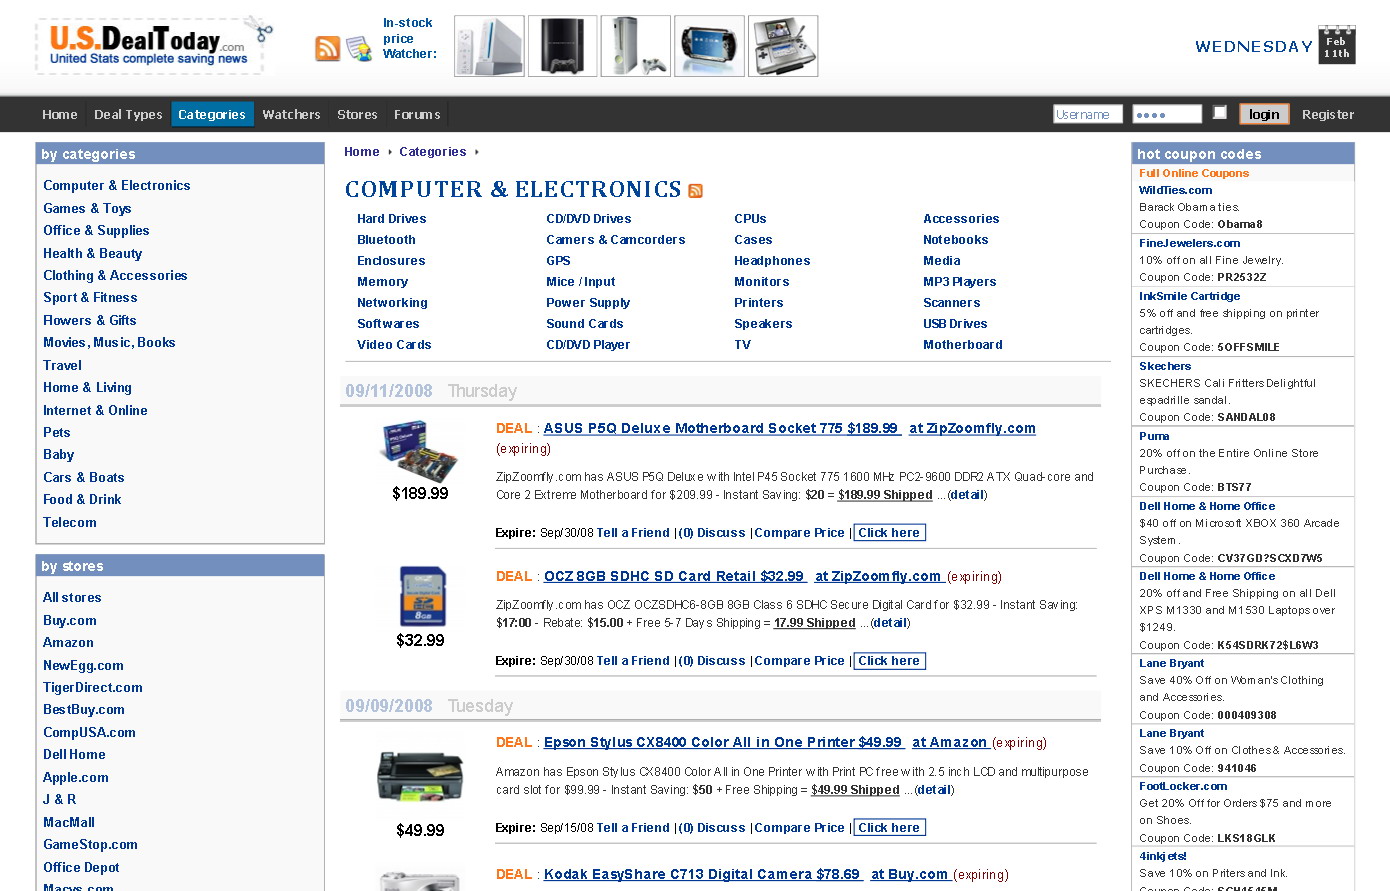 U.S.DealToday.com
United Stats complete saving news
In-stock
price
Watcher:
WEDNESDAY
Feb
11th
Home Deal Types Categories Watchers Stores Forums
Username login Register
by categories
Computer & Electronics
Games & Toys
Office & Supplies
Health & Beauty
Clothing & Accessories
Sport & Fitness
Flowers & Gifts
Movies, Music, Books
Travel
Home & Living
Internet & Online
Pets
Baby
Cars & Boats
Food & Drink
Telecom
by stores
All stores
Buy.com
Amazon
NewEgg.com
TigerDirect.com
BestBuy.com
CompUSA.com
Dell Home
Apple.com
J & R
MacMall
GameStop.com
Office Depot
Macys.com
Home Categories
COMPUTER & ELECTRONICS
Hard Drives CD/DVD Drives CPUs Accessories
Bluetooth Camers & Camcorders Cases Notebooks
Enclosures GPS Headphones Media
Memory Mice / Input Monitors MP3 Players
Networking Power Supply Printers Scanners
Softwares Sound Cards Speakers USB Drives
Video Cards CD/DVD Player TV Motherboard
09/11/2008 Thursday
DEAL : ASUS P5Q Deluxe Motherboard Socket 775 $189.99 at ZipZoomfly.com
(expiring)
ZipZoomfly.com has ASUS P5Q Deluxe with Intel P45 Socket 775 1600 MHz PC2-9600 DDR2 ATX Quad-core and
Core 2 Extreme Motherboard for $209.99 - Instant Saving: $20 = $189.99 Shipped ...(detail)
$189.99
Expire: Sep/30/08 Tell a Friend |(0) Discuss |Compare Price | Click here
DEAL : OCZ 8GB SDHC SD Card Retail $32.99 at ZipZoomfly.com (expiring)
ZipZoomfly.com has OCZ OCZSDHC6-8GB 8GB Class 6 SDHC Secure Digital Card for $32.99 - Instant Saving:
$17:00 - Rebate: $15.00 + Free 5-7 Days Shipping = 17.99 Shipped ...(detail)
8GB
$32.99
Expire: Sep/30/08 Tell a Friend |(0) Discuss |Compare Price | Click here
09/09/2008 Tuesday
DEAL : Epson Stylus CX8400 Color All in One Printer $49.99 at Amazon (expiring)
Amazon has Epson Stylus CX8400 Color All in One Printer with Print PC free with 2.5 inch LCD and multipurpose
card slot for $99.99 - Instant Saving: $50 + Free Shipping = $49.99 Shipped ...(detail)
$49.99
Expire: Sep/15/08 Tell a Friend |(0) Discuss |Compare Price | Click here
DEAL : Kodak EasyShare C713 Digital Camera $78.69 at Buy.com (expiring)
hot coupon codes
Full Online Coupons
WildTies.com
Barack Obama ties.
Coupon Code: Obama8
FineJewelers.com
10% off on all Fine Jewelry.
Coupon Code: PR2532Z
InkSmile Cartridge
5% off and free shipping on printer
cartridges.
Coupon Code: 5OFFSMILE
Skechers
SKECHERS Cali Fritters Delightful
espadrille sandal.
Coupon Code: SANDAL08
Puma
20% off on the Entire Online Store
Purchase.
Coupon Code: BTS77
Dell Home & Home Office
$40 off on Microsoft XBOX 360 Arcade
System.
Coupon Code: CV37GD?SCXD7W5
Dell Home & Home Office
20% off and Free Shipping on all Dell
XPS M1330 and M1530 Laptops over
$1249.
Coupon Code: K54SDRK72$L6W3
Lane Bryant
Save 40% Off on Woman's Clothing
and Accessories.
Coupon Code: 000409308
Lane Bryant
Save 10% Off on Clothes & Accessories.
Coupon Code: 941046
FootLocker.com
Get 20% Off for Orders $75 and more
on Shoes.
Coupon Code: LKS18GLK
4inkjets!
Save 10% on Priters and Ink.
Coupon Code: